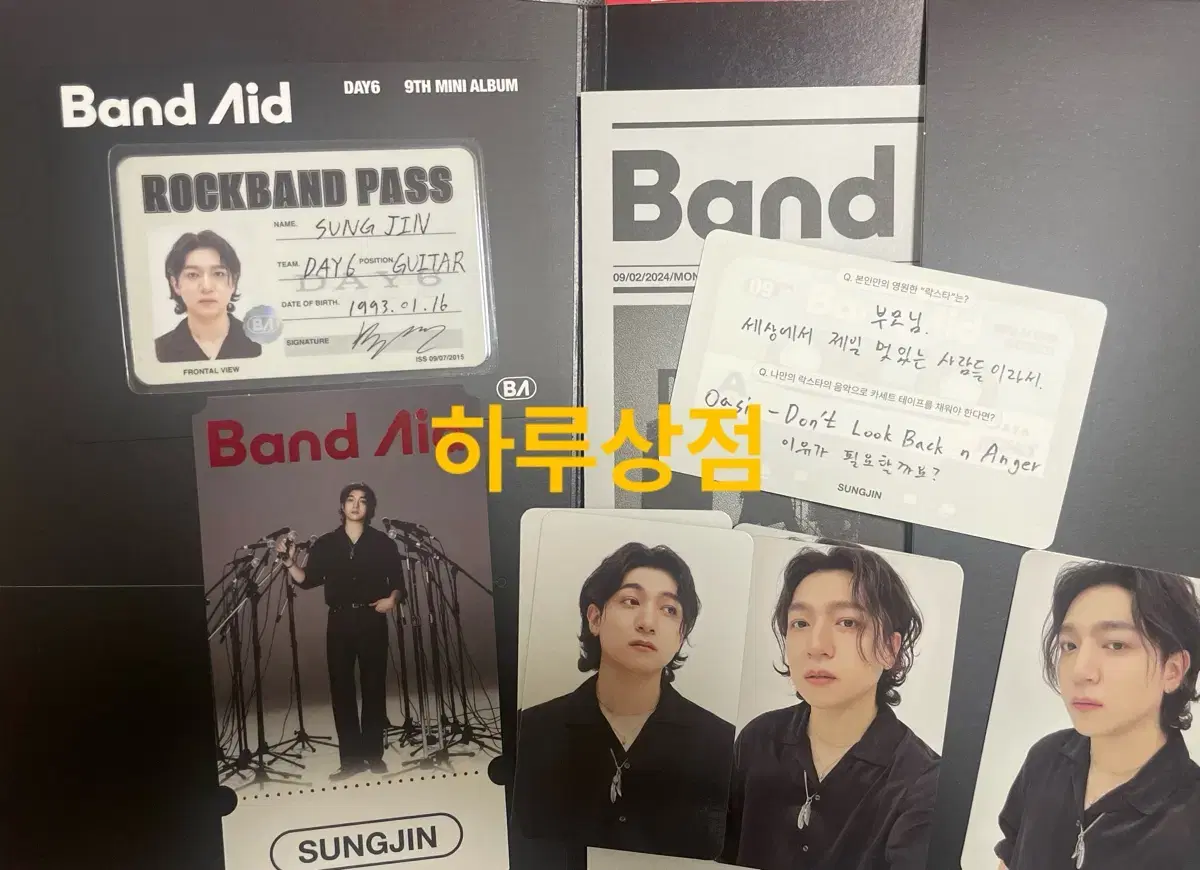 Band Aid
DAY6 9TH MINI ALBUM
ROCKBAND PASS
NAME. SUNG JIN
TEAM. DAY6 POSITION. GUITAR
DAY6
DATE OF BIRTH. 1993.01.16
SIGNATURE
ISS 09/07/2015
FRONTAL VIEW
BA
BA
Band Aid
SUNGJIN
하루상점
Band
09/02/2024/MON
Q. 본인만의 영원한 "락스타"는?
부모님.
세상에서 제일 멋있는 사람들이라서.
Q. 나만의 락스타의 음악으로 카세트 테이프를 채워야 한다면?
Oasis - Don't Look Back n Anger
이유가 필요할까요?
SUNGJIN